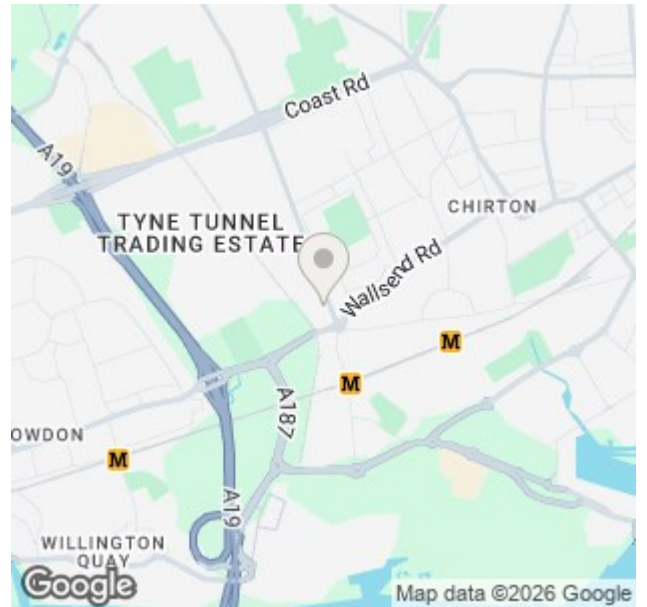 Coast Rd
A19
CHIRTON
TYNE TUNNEL
TRADING ESTATE
Wallsend Rd
M
M
A187
OWDON
M
A19
WILLINGTON
QUAY
Google
Map data ©2026 Google